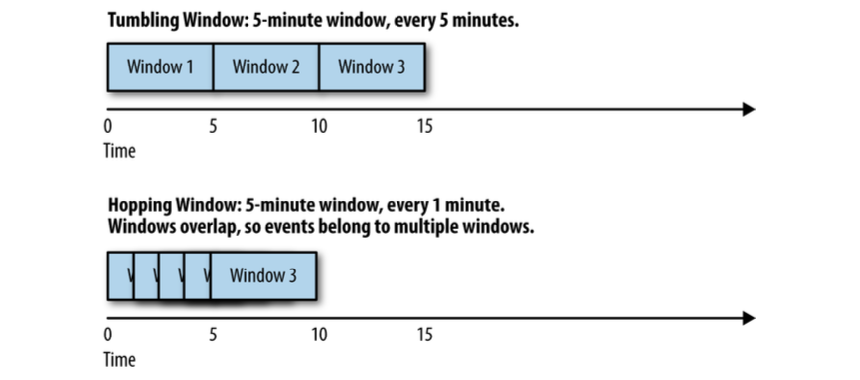 Tumbling Window: 5-minute window, every 5 minutes.
Window 1 Window 2 Window 3
0 5 10 15
Time
Hopping Window: 5-minute window, every 1 minute.
Windows overlap, so events belong to multiple windows.
Window 3
0 5 10 15
Time